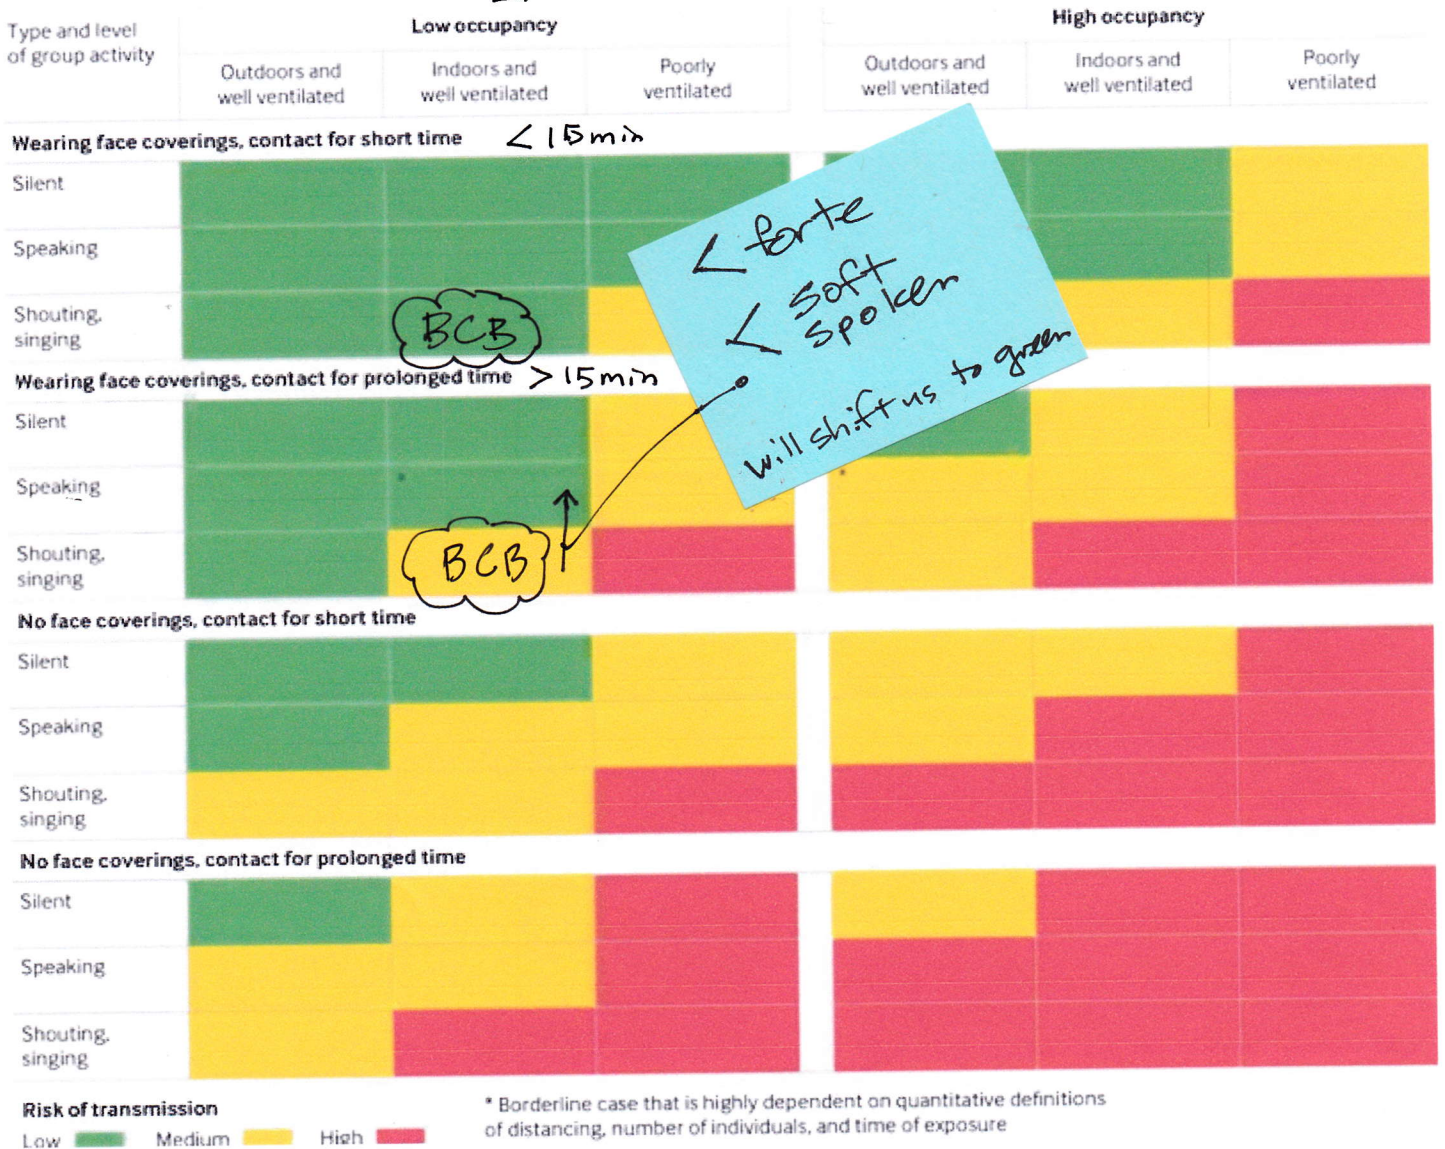 Type and level
of group activity
Low occupancy
High occupancy
Outdoors and
well ventilated
Indoors and
well ventilated
Poorly
ventilated
Outdoors and
well ventilated
Indoors and
well ventilated
Poorly
ventilated
Wearing face coverings, contact for short time < 15 min
Silent
Speaking
Shouting,
singing
BCB
< forte
< soft
spoken
will shift us to green
Wearing face coverings, contact for prolonged time > 15 min
Silent
Speaking
Shouting,
singing
BCB
No face coverings, contact for short time
Silent
Speaking
Shouting,
singing
No face coverings, contact for prolonged time
Silent
Speaking
Shouting,
singing
Risk of transmission
Low Medium High
* Borderline case that is highly dependent on quantitative definitions
of distancing, number of individuals, and time of exposure